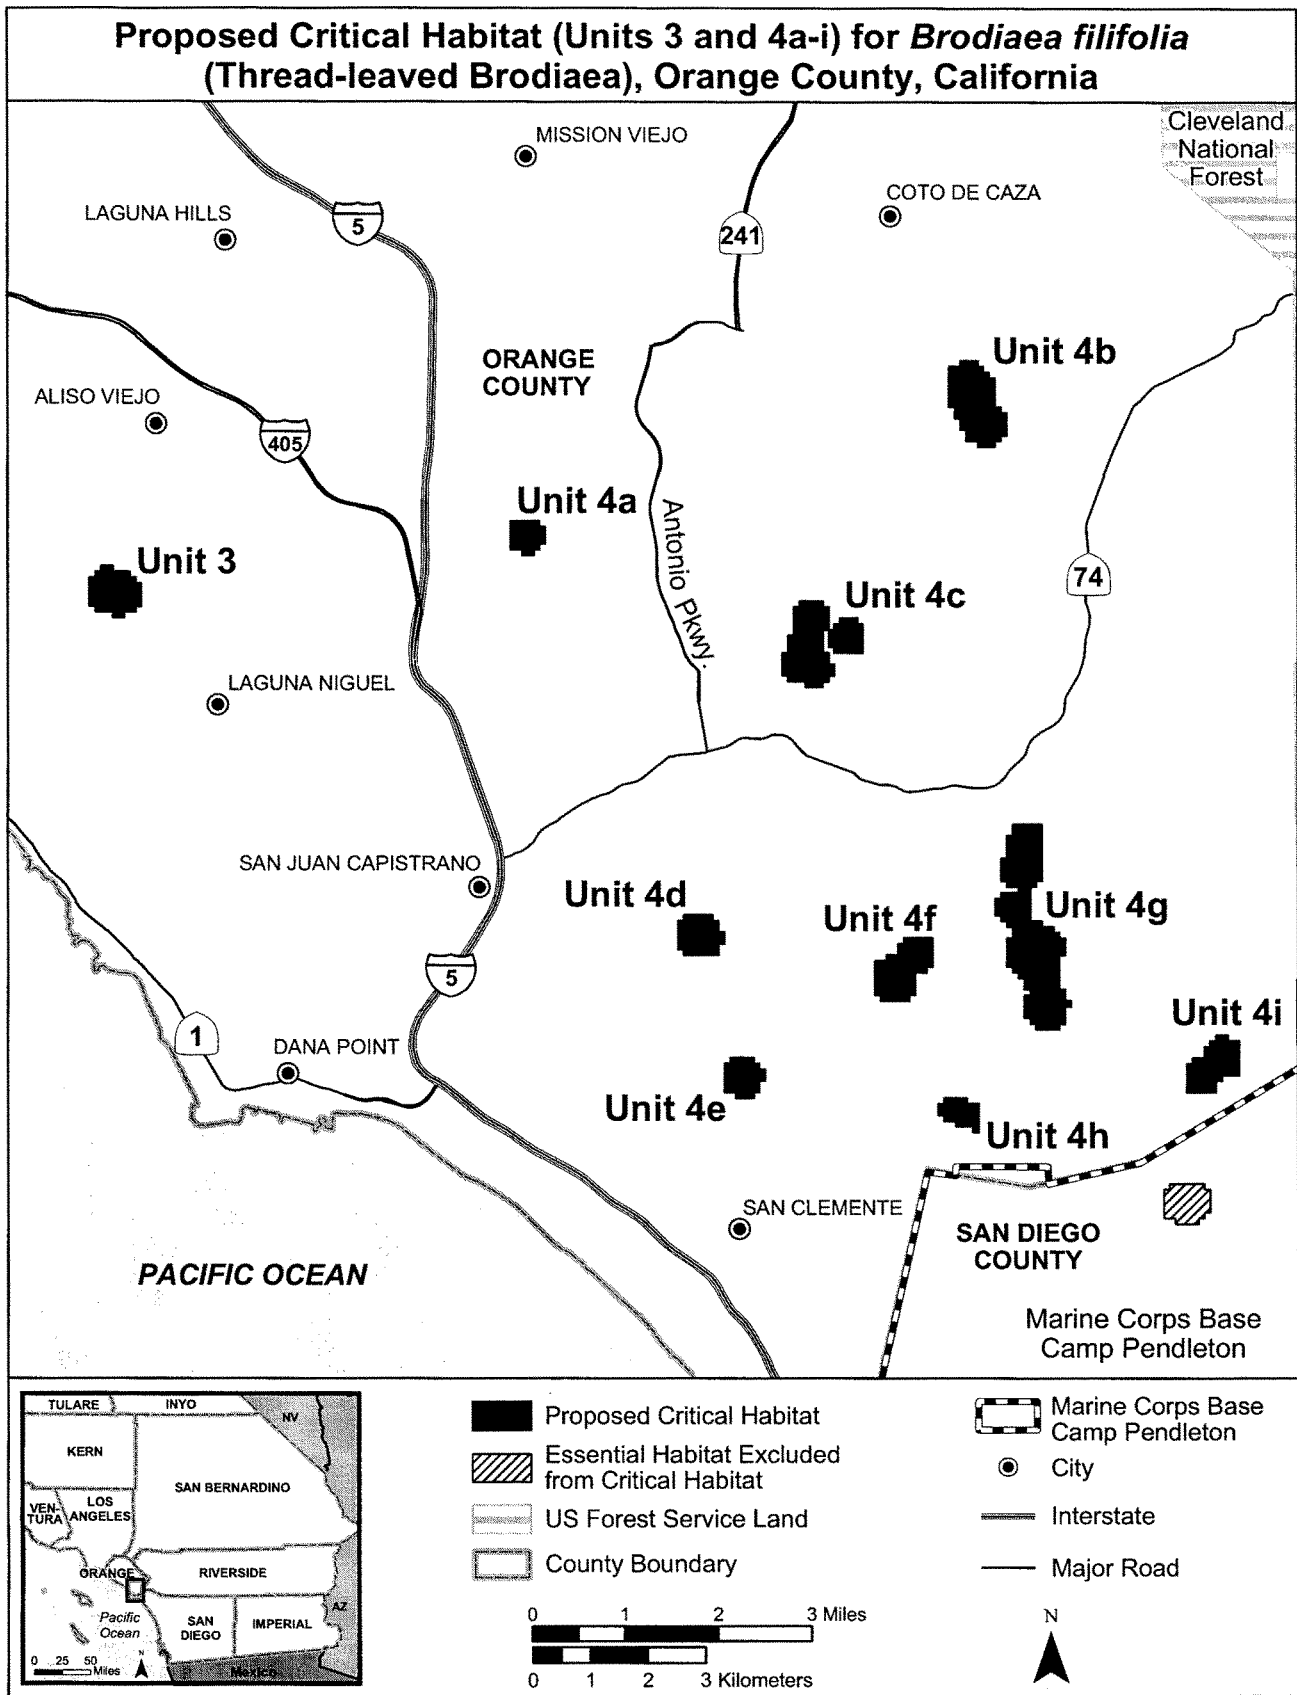 Proposed Critical Habitat (Units 3 and 4a-i) for Brodiaea filifolia
(Thread-leaved Brodiaea), Orange County, California
Cleveland
National
Forest
MISSION VIEJO
COTO DE CAZA
LAGUNA HILLS
5
241
ORANGE
COUNTY
Unit 4b
ALISO VIEJO
405
Unit 4a
Antonio Pkwy.
Unit 3
74
Unit 4c
LAGUNA NIGUEL
SAN JUAN CAPISTRANO
Unit 4d
Unit 4f
Unit 4g
5
Unit 4i
1
DANA POINT
Unit 4e
Unit 4h
SAN CLEMENTE
SAN DIEGO
COUNTY
PACIFIC OCEAN
Marine Corps Base
Camp Pendleton
TULARE
INYO
NV
KERN
SAN BERNARDINO
VEN-
TURA
LOS
ANGELES
ORANGE
RIVERSIDE
AZ
Pacific
Ocean
SAN
DIEGO
IMPERIAL
N
0 25 50
Miles
Mexico
Proposed Critical Habitat
Essential Habitat Excluded
from Critical Habitat
US Forest Service Land
County Boundary
0 1 2 3 Miles
0 1 2 3 Kilometers
Marine Corps Base
Camp Pendleton
City
Interstate
Major Road
N